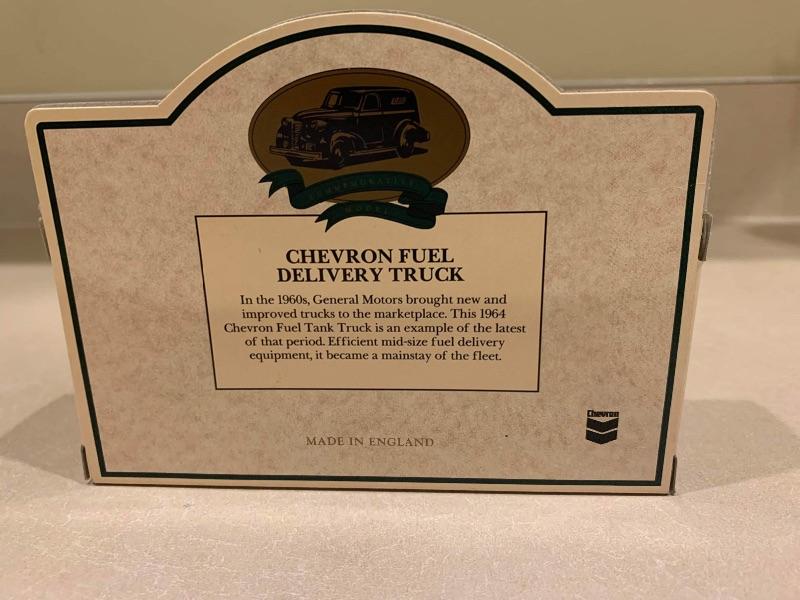 COMMEMORATIVE
MODEL
CHEVRON FUEL
DELIVERY TRUCK
In the 1960s, General Motors brought new and
improved trucks to the marketplace. This 1964
Chevron Fuel Tank Truck is an example of the latest
of that period. Efficient mid-size fuel delivery
equipment, it became a mainstay of the fleet.
Chevron
MADE IN ENGLAND